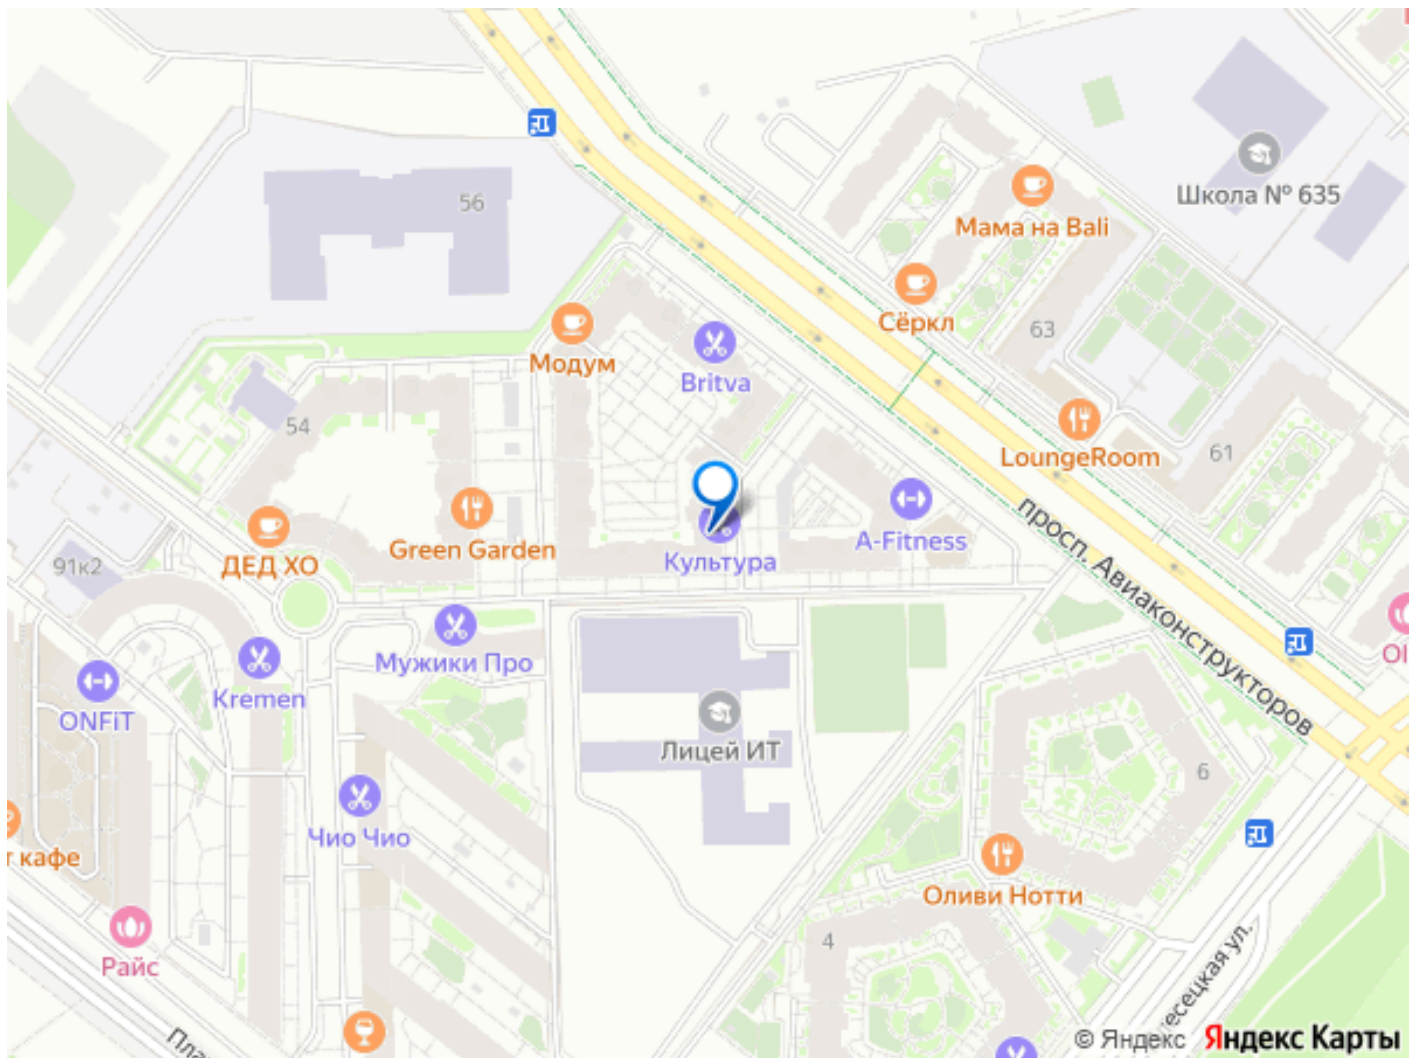 56
Школа № 635
Мама на Bali
Сёркл
63
Модум
Britva
54
LoungeRoom
61
ДЕД ХО
Green Garden
Культура
A-Fitness
просп. Авиаконструкторов
91к2
Мужики Про
Kremen
ONFiT
Лицей ИТ
6
Чио Чио
кафе
Оливи Нотти
Райс
4
© Яндекс Яндекс Карты